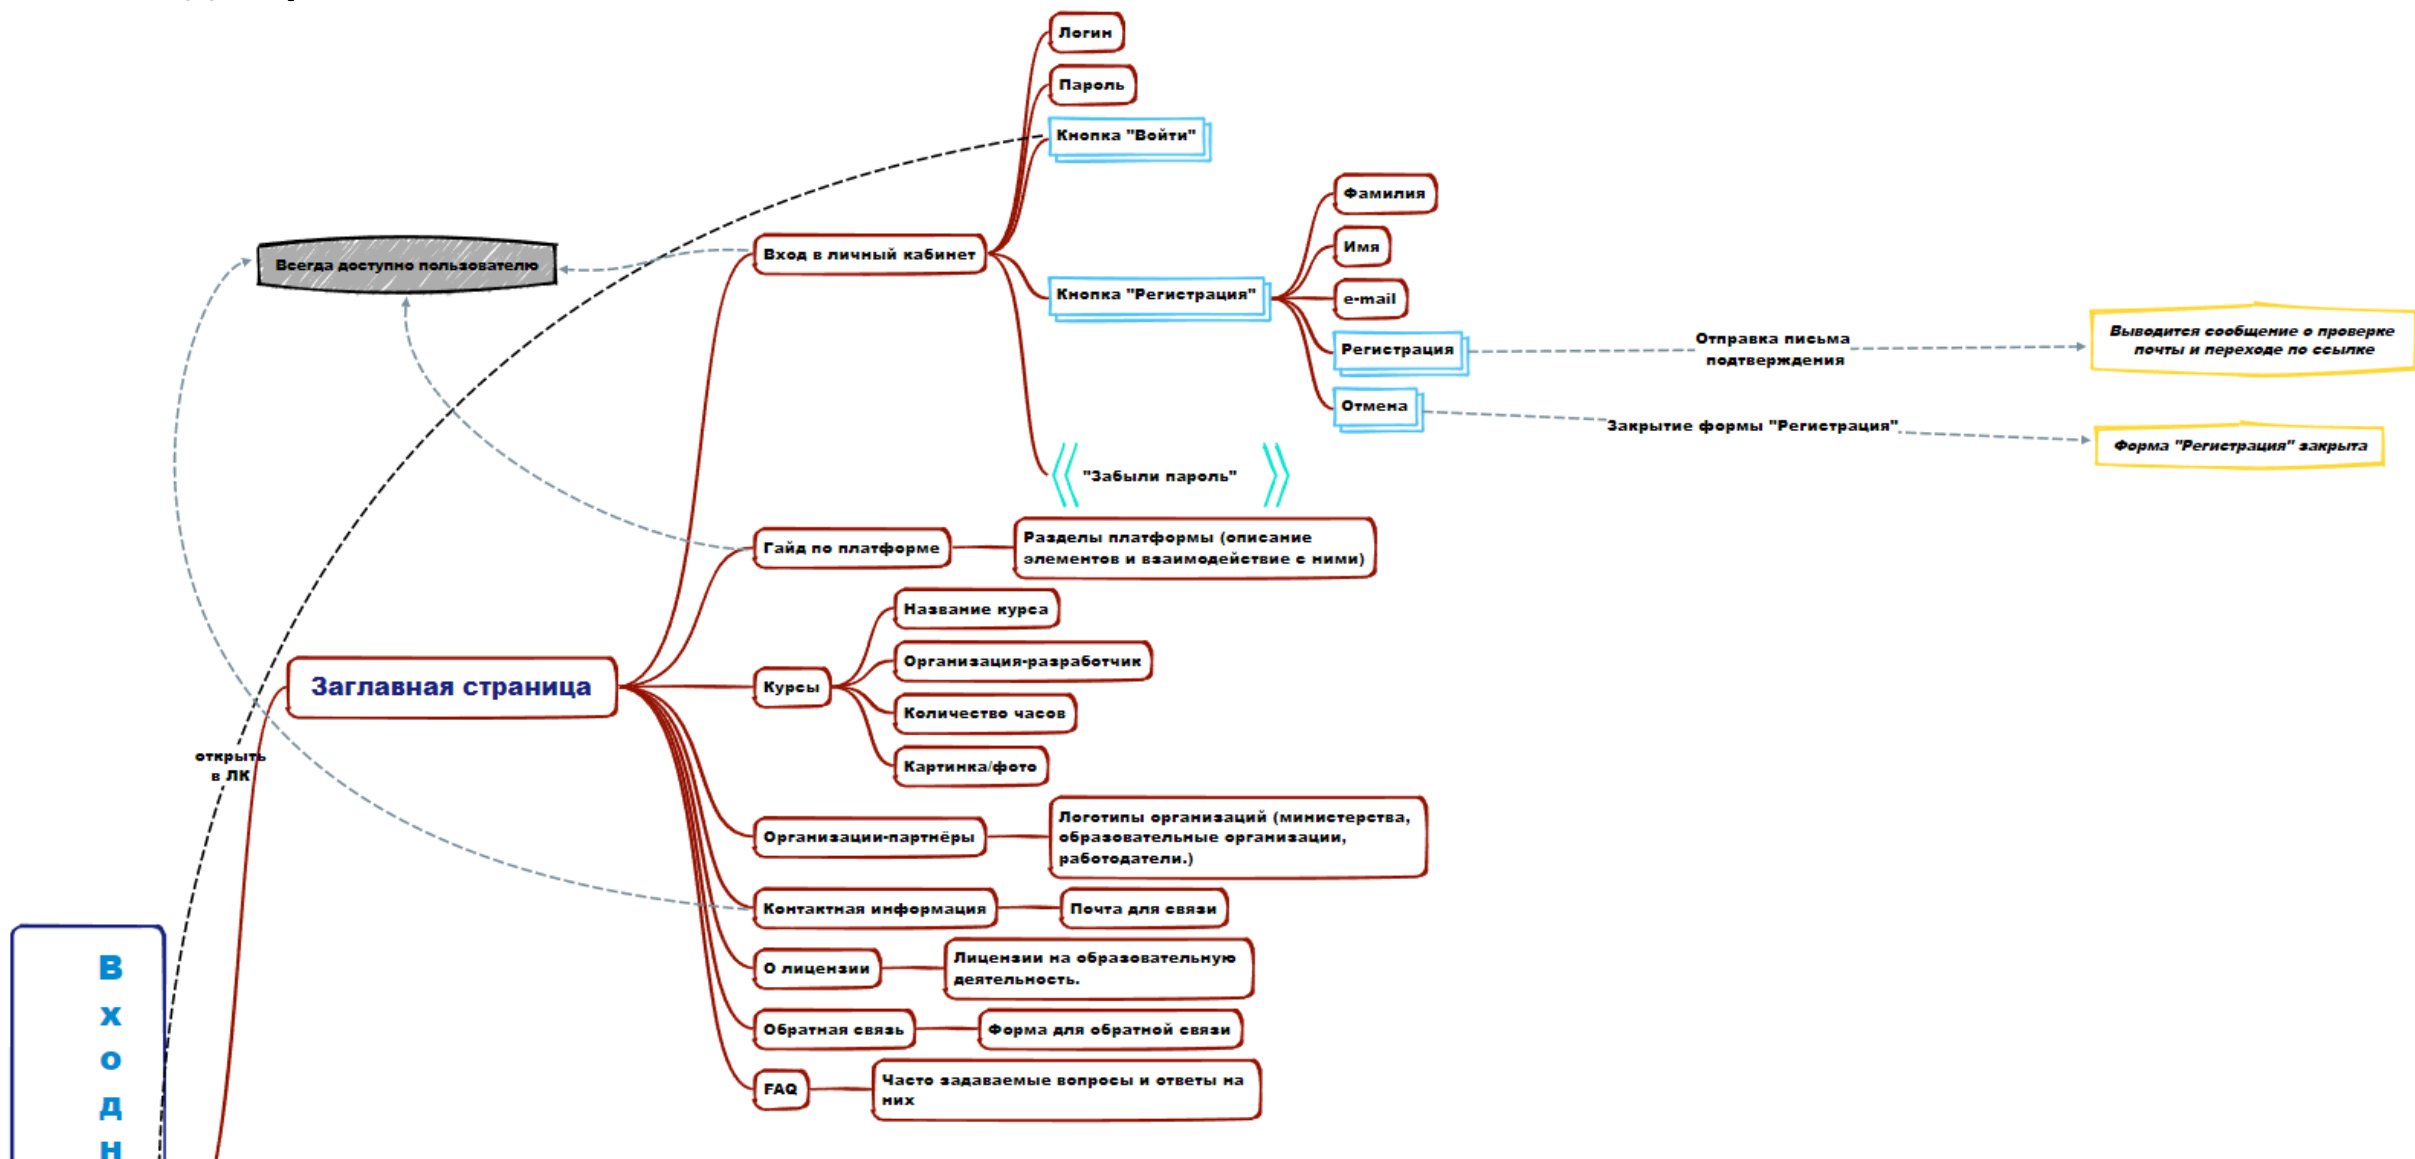 Логин
Пароль
Кнопка "Войти"
Фамилия
Имя
e-mail
Вход в личный кабинет
Всегда доступно пользователю
Кнопка "Регистрация"
Регистрация
Отправка письма
подтверждения
Выводится сообщение о проверке
почты и переходе по ссылке
Отмена
Закрытие формы "Регистрация"
Форма "Регистрация" закрыта
"Забыли пароль"
Гайд по платформе
Разделы платформы (описание
элементов и взаимодействие с ними)
Заглавная страница
Курсы
Название курса
Организация-разработчик
Количество часов
Картинка/фото
открыть
в ЛК
Организации-партнёры
Логотипы организаций (министерства,
образовательные организации,
работодатели.)
Контактная информация
Почта для связи
О лицензии
Лицензии на образовательную
деятельность.
Обратная связь
Форма для обратной связи
FAQ
Часто задаваемые вопросы и ответы на
них
В
х
о
д
н